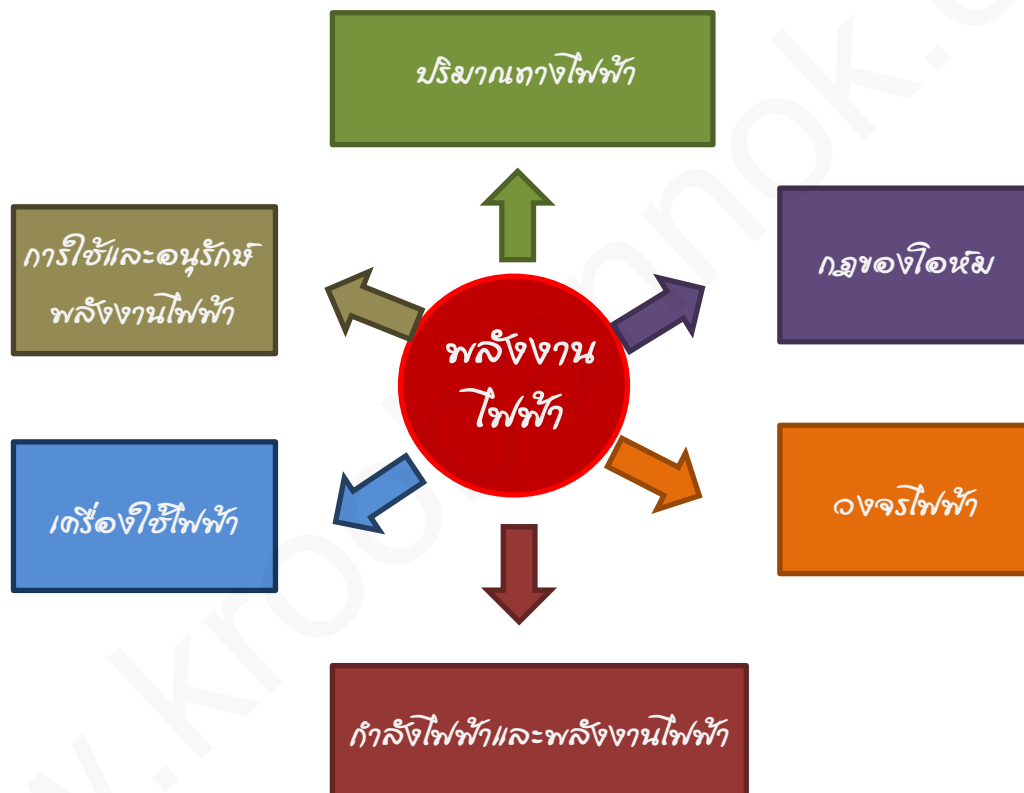 ปริมาณทางไฟฟ้า
การใช้และอนุรักษ์
พลังงานไฟฟ้า
กฎของโอห์ม
พลังงาน
ไฟฟ้า
เครื่องใช้ไฟฟ้า
วงจรไฟฟ้า
กำลังไฟฟ้าและพลังงานไฟฟ้า